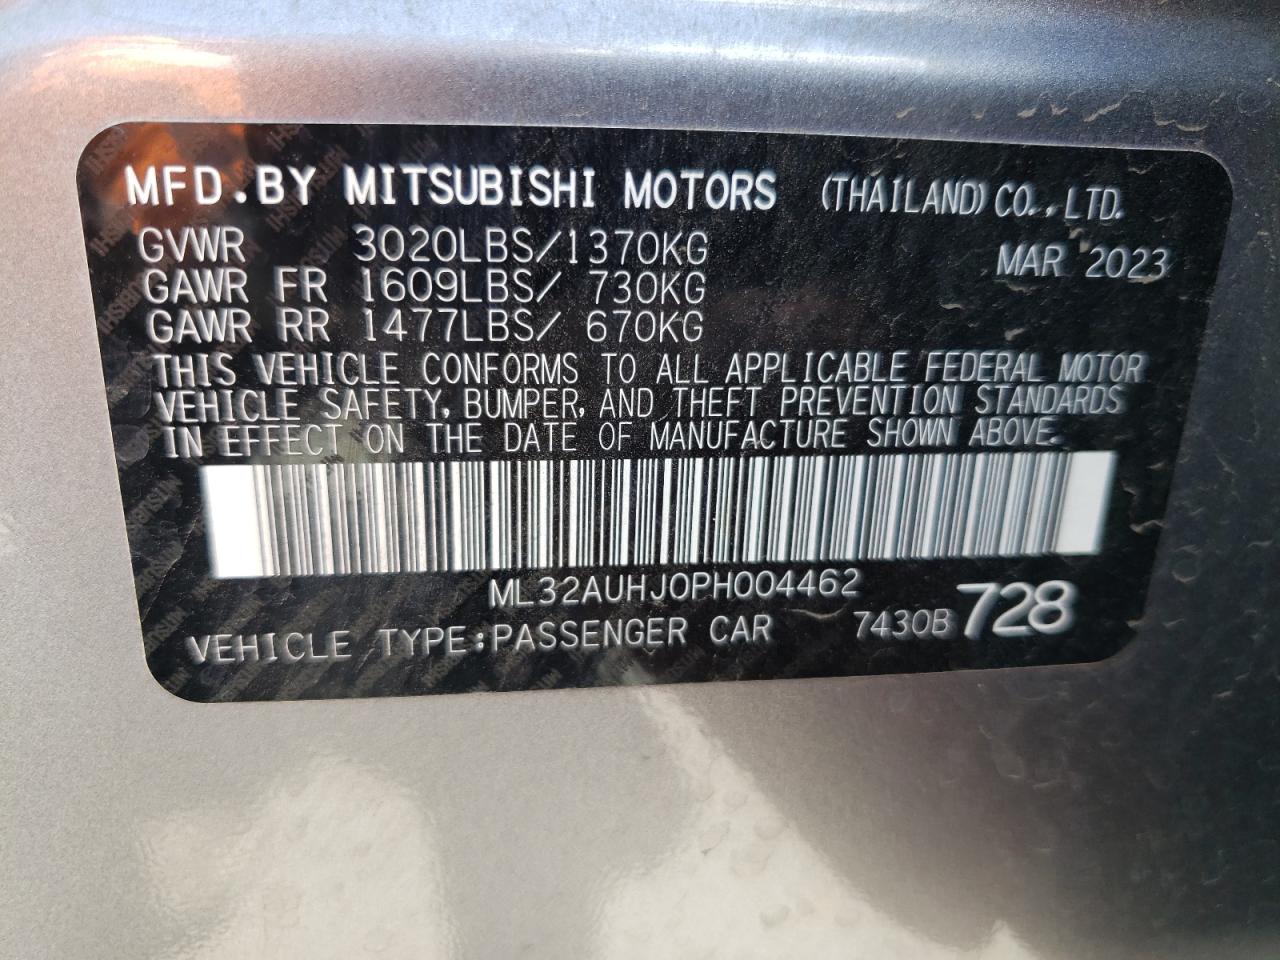 MFD.BY MITSUBISHI MOTORS (THAILAND) CO.,LTD.
GVWR 3020LBS/1370KG MAR 2023
GAWR FR 1609LBS/ 730KG
GAWR RR 1477LBS/ 670KG
THIS VEHICLE CONFORMS TO ALL APPLICABLE FEDERAL MOTOR
VEHICLE SAFETY, BUMPER, AND THEFT PREVENTION STANDARDS
IN EFFECT ON THE DATE OF MANUFACTURE SHOWN ABOVE.
ML32AUHJ0PH004462
VEHICLE TYPE:PASSENGER CAR 7430B 728